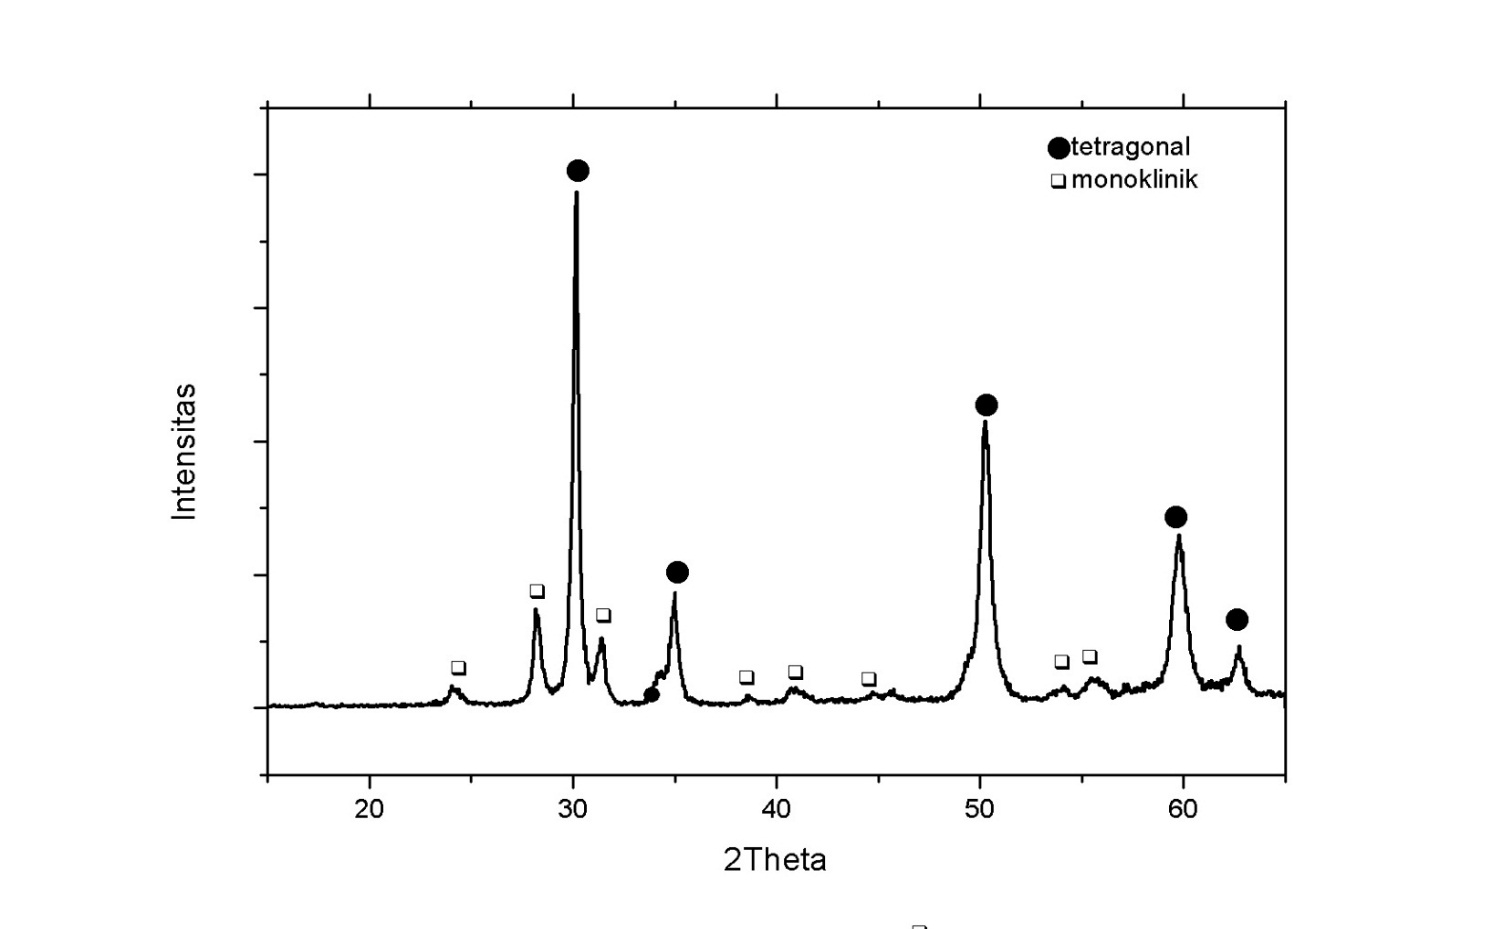 tetragonal
monoklinik
Intensitas
20 30 40 50 60
2Theta